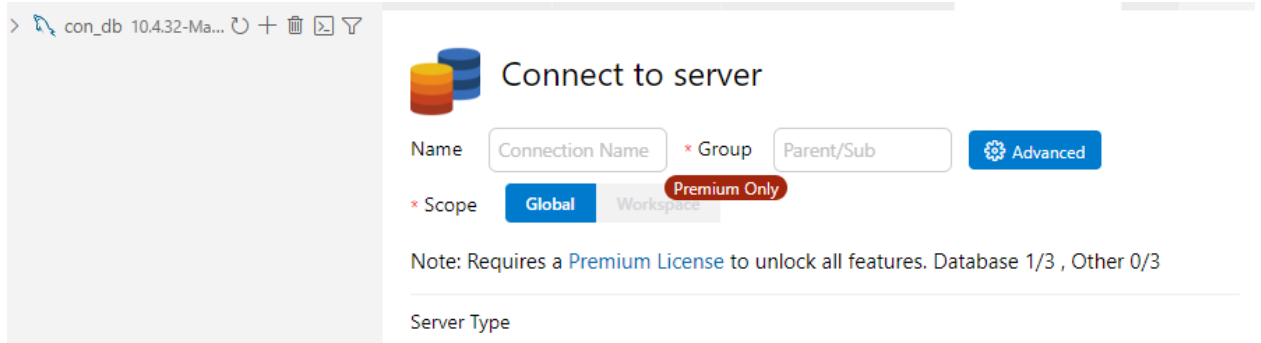 con_db 10.4.32-Ma...
Connect to server
Name Connection Name * Group Parent/Sub Advanced
Premium Only
* Scope Global Workspace
Note: Requires a Premium License to unlock all features. Database 1/3 , Other 0/3
Server Type